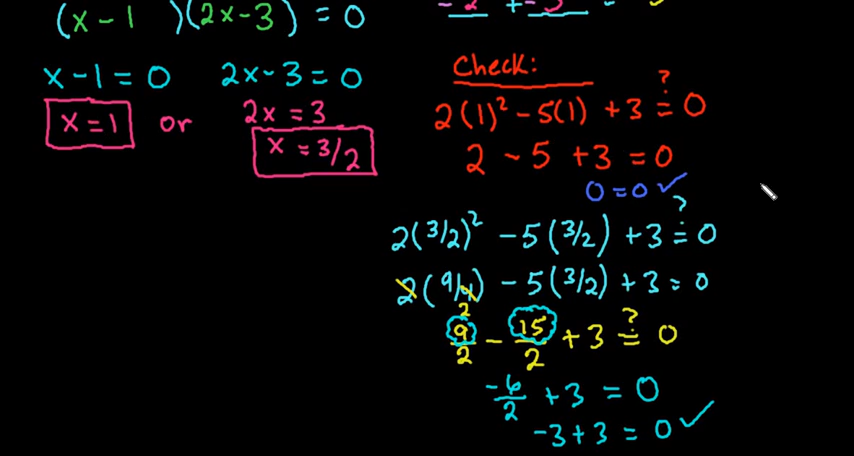 (x-1 )(2x-3) = 0
x-1 = 0 2x-3 = 0
x = 1 or 2x = 3
x = 3/2
-2 + -3 =
Check:
2(1)² - 5(1) + 3 ≟ 0
2 - 5 + 3 = 0
0 = 0 ✓
2(3/2)² - 5(3/2) + 3 ≟ 0
2(9/4) - 5(3/2) + 3 = 0
2
9/2 - 15/2 + 3 ≟ 0
-6/2 + 3 = 0
-3 + 3 = 0 ✓